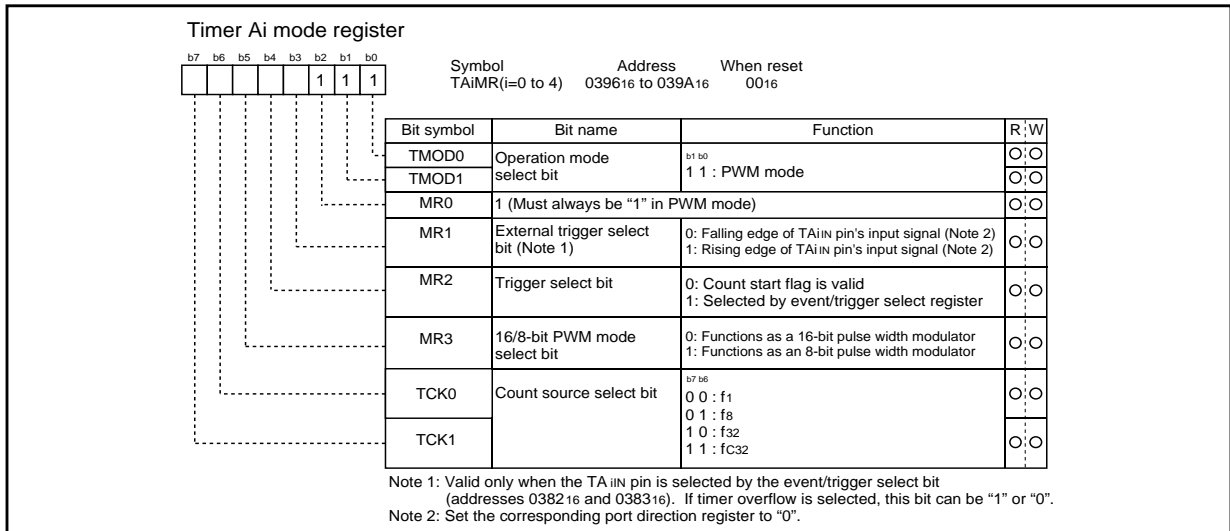 Timer Ai mode register
b7 b6 b5 b4 b3 b2 b1 b0
1 1 1
Symbol Address When reset
TAiMR(i=0 to 4) 039616 to 039A16 0016
Bit symbol Bit name Function R W
TMOD0
TMOD1
Operation mode
select bit
b1 b0
1 1 : PWM mode
MR0 1 (Must always be “1” in PWM mode)
MR1 External trigger select
bit (Note 1)
0: Falling edge of TAiIN pin's input signal (Note 2)
1: Rising edge of TAiIN pin's input signal (Note 2)
MR2 Trigger select bit
0: Count start flag is valid
1: Selected by event/trigger select register
MR3 16/8-bit PWM mode
select bit
0: Functions as a 16-bit pulse width modulator
1: Functions as an 8-bit pulse width modulator
TCK0
TCK1
Count source select bit
b7 b6
0 0 : f1
0 1 : f8
1 0 : f32
1 1 : fC32
Note 1: Valid only when the TAiIN pin is selected by the event/trigger select bit
(addresses 038216 and 038316). If timer overflow is selected, this bit can be “1” or “0”.
Note 2: Set the corresponding port direction register to “0”.